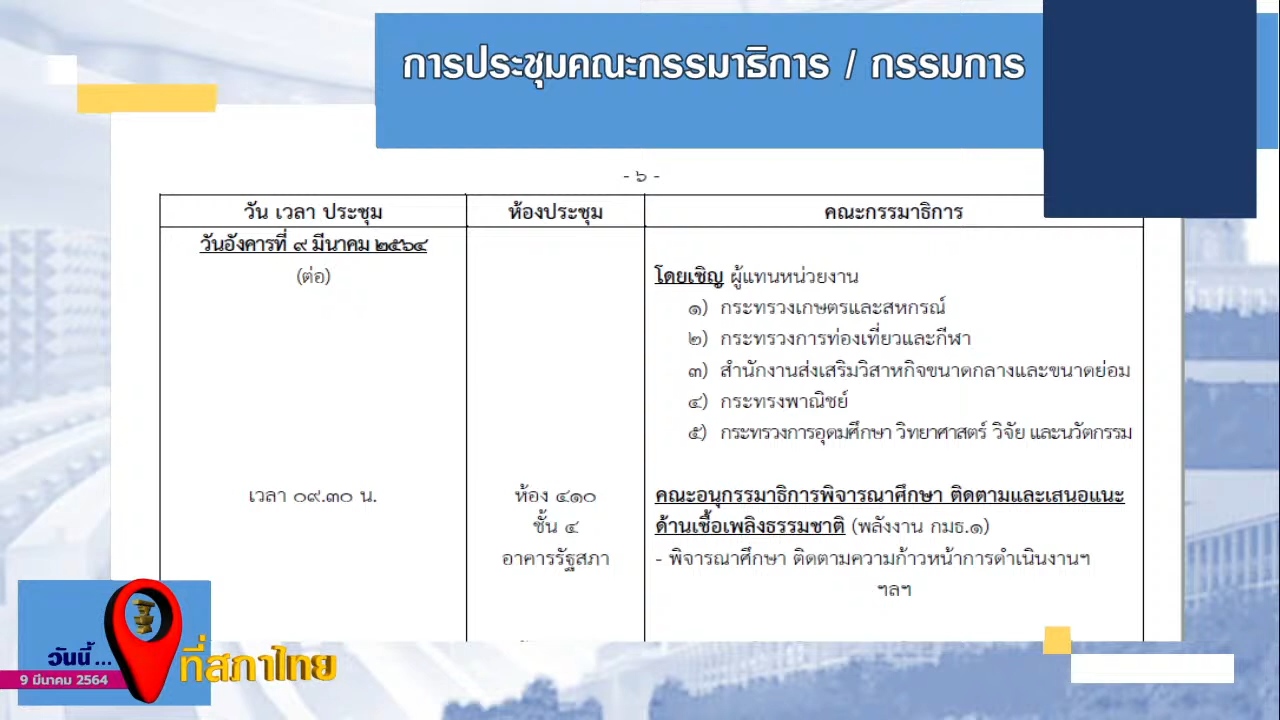 การประชุมคณะกรรมาธิการ / กรรมการ
- ๖ -
วัน เวลา ประชุม
ห้องประชุม
คณะกรรมาธิการ
วันอังคารที่ ๙ มีนาคม ๒๕๖๔
(ต่อ)
โดยเชิญ ผู้แทนหน่วยงาน
๑) กระทรวงเกษตรและสหกรณ์
๒) กระทรวงการท่องเที่ยวและกีฬา
๓) สำนักงานส่งเสริมวิสาหกิจขนาดกลางและขนาดย่อม
๔) กระทรงพาณิชย์
๕) กระทรวงการอุดมศึกษา วิทยาศาสตร์ วิจัย และนวัตกรรม
เวลา ๐๙.๓๐ น.
ห้อง ๔๑๐
ชั้น ๔
อาคารรัฐสภา
คณะอนุกรรมาธิการพิจารณาศึกษา ติดตามและเสนอแนะ
ด้านเชื้อเพลิงธรรมชาติ (พลังงาน กมธ.๑)
- พิจารณาศึกษา ติดตามความก้าวหน้าการดำเนินงานฯ
ฯลฯ
วันนี้...
ที่สภาไทย
9 มีนาคม 2564